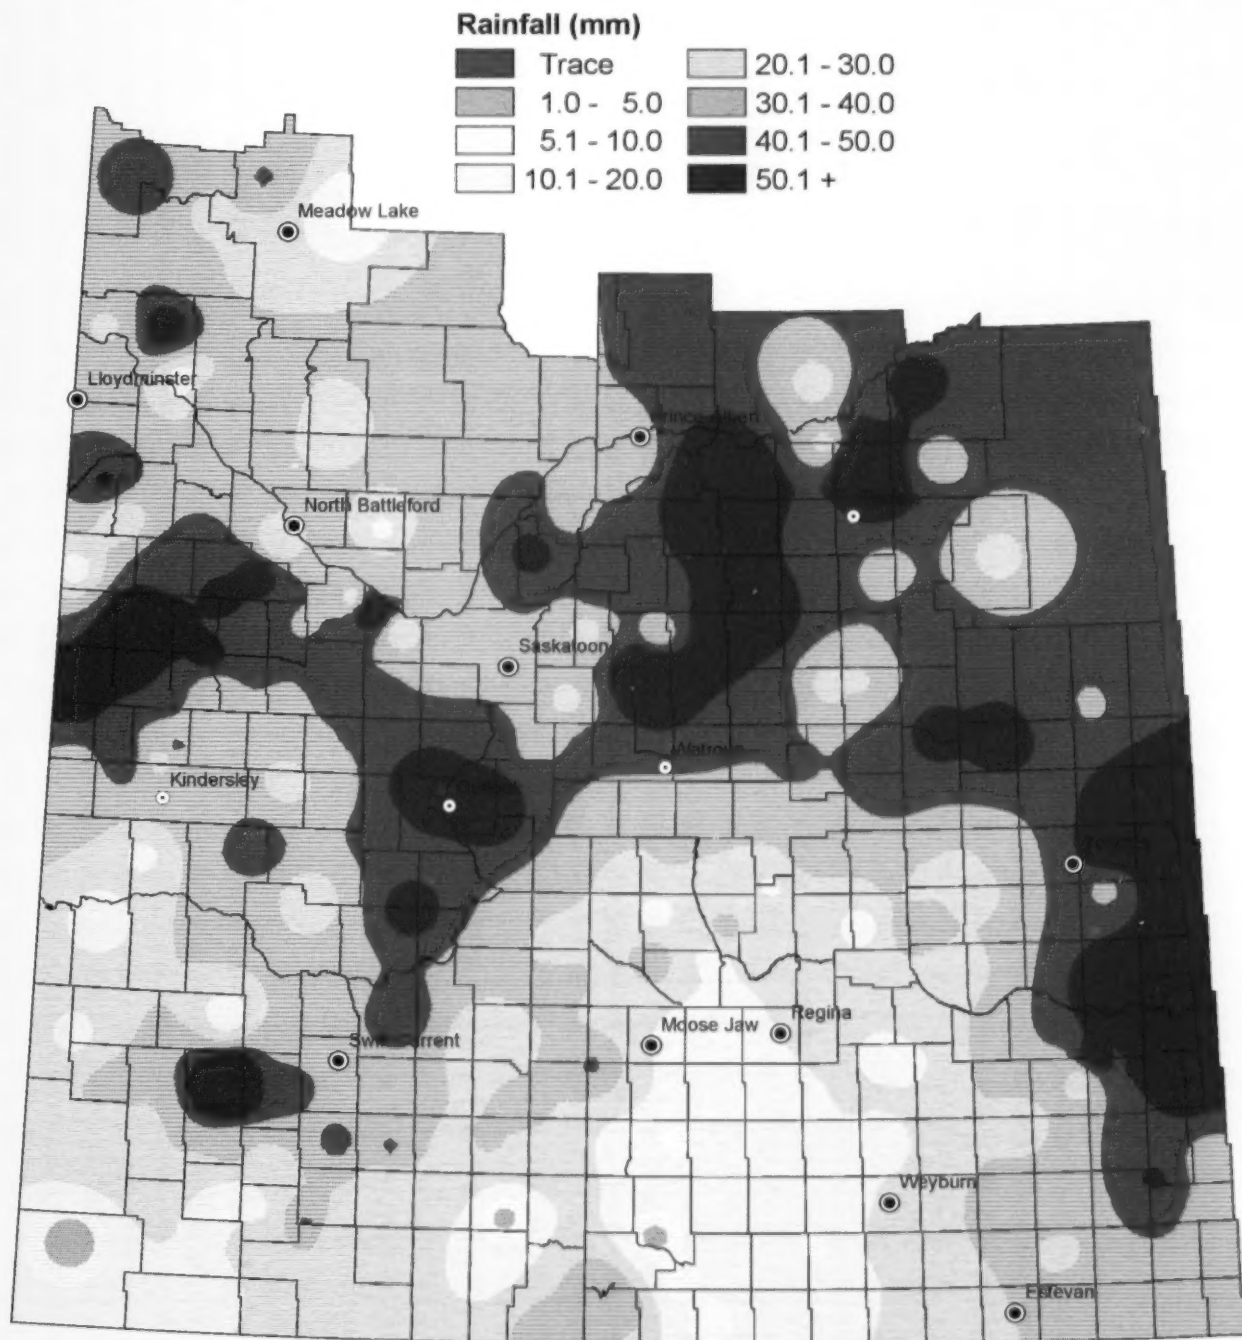 Rainfall (mm)
Trace
1.0 - 5.0
5.1 - 10.0
10.1 - 20.0
20.1 - 30.0
30.1 - 40.0
40.1 - 50.0
50.1 +
Meadow Lake
Lloydminster
Prince Albert
North Battleford
Saskatoon
Watrous
Kindersley
Moose Jaw
Regina
Swift Current
Weyburn
Estevan